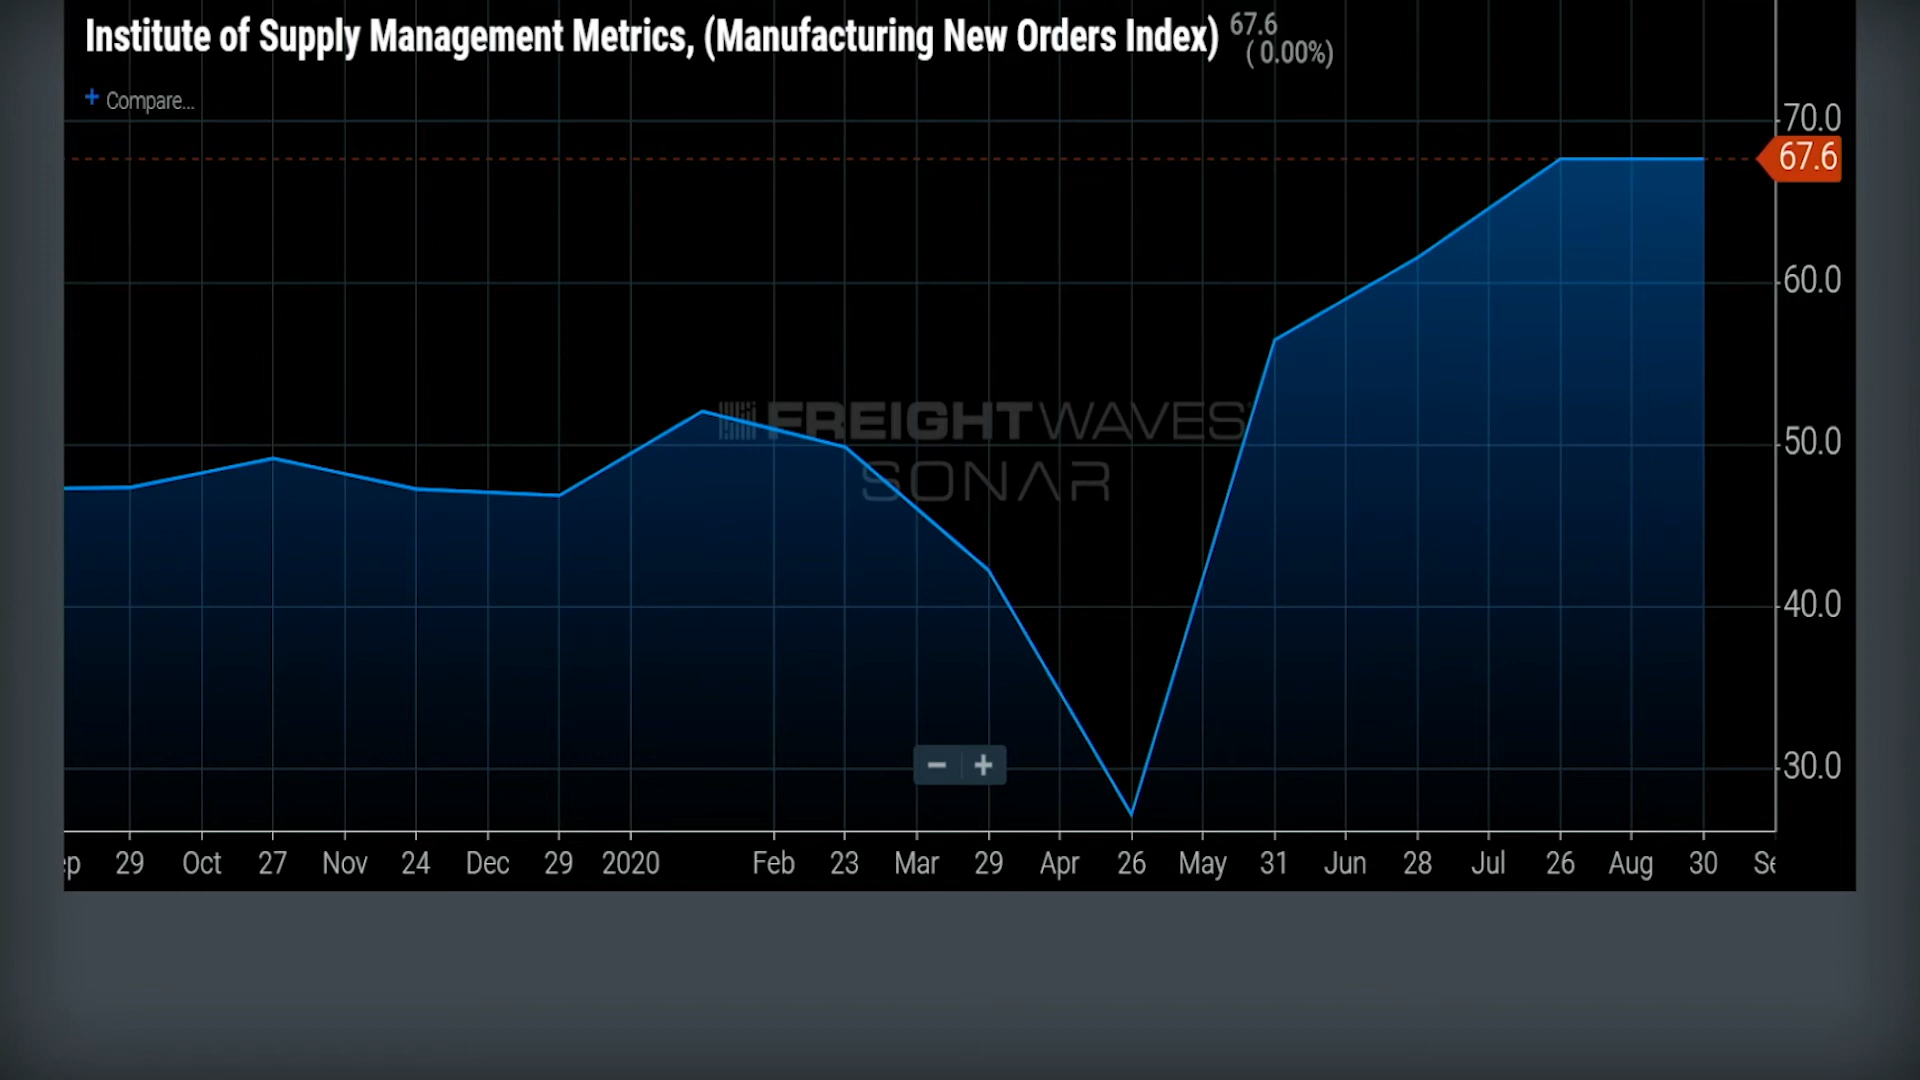 Institute of Supply Management Metrics, (Manufacturing New Orders Index) 67.6
( 0.00%)
+ Compare...
70.0
67.6
60.0
FREIGHTWAVES
50.0
SONAR
40.0
30.0
29 Oct 27 Nov 24 Dec 29 2020 Feb 23 Mar 29 Apr 26 May 31 Jun 28 Jul 26 Aug 30